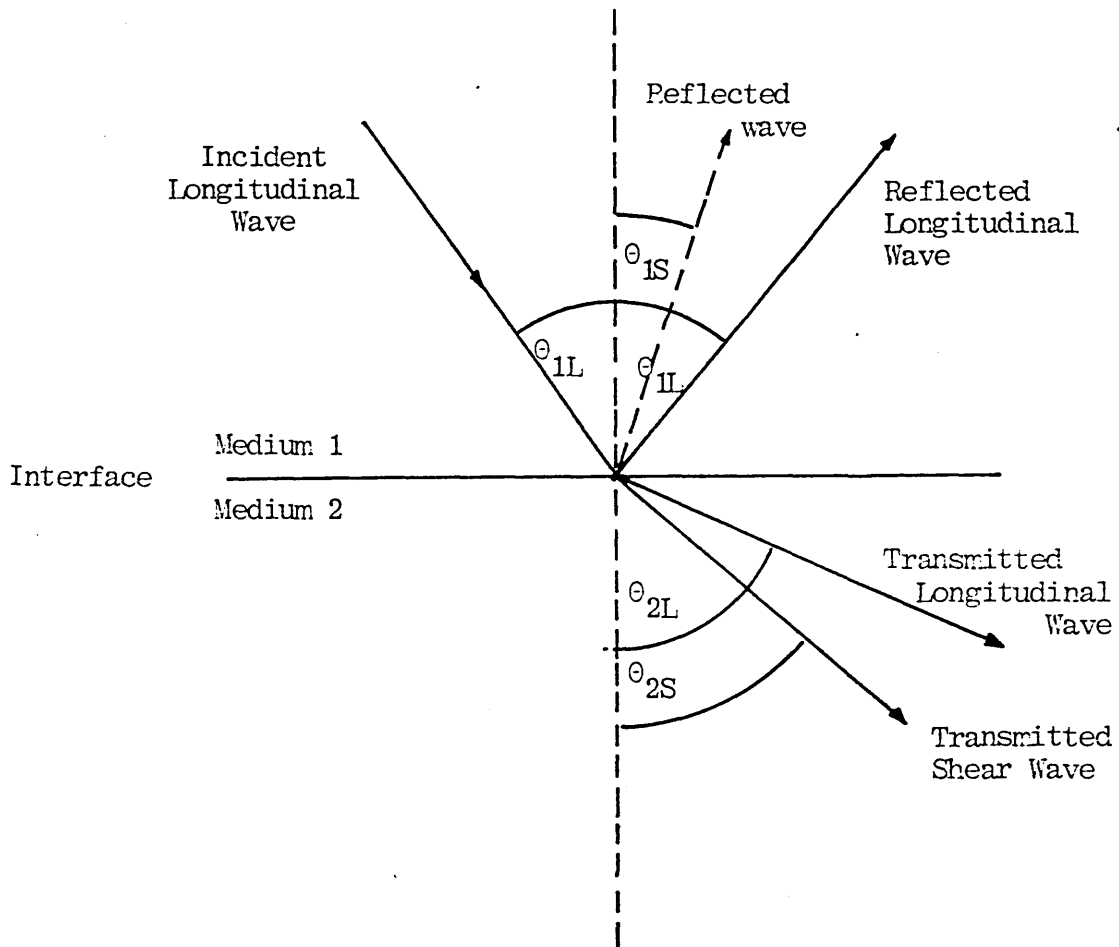 Reflected
wave
Incident
Longitudinal
Wave
Reflected
Longitudinal
Wave
θ1S
θ1L
θ1L
Medium 1
Interface
Medium 2
Transmitted
Longitudinal
Wave
θ2L
θ2S
Transmitted
Shear Wave